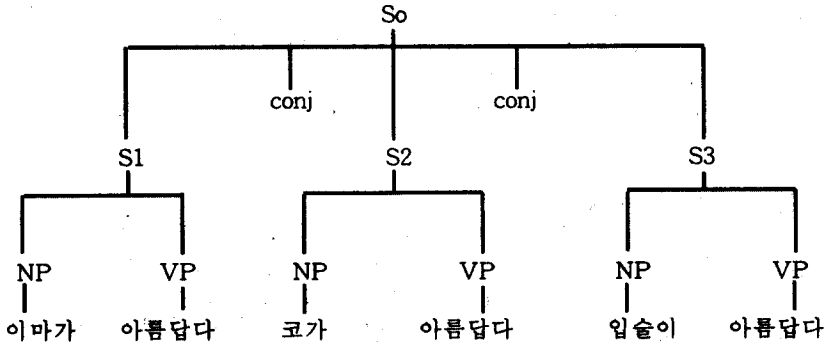 So
conj conj
S1 S2 S3
NP VP NP VP NP VP
이마가 아름답다 코가 아름답다 입술이 아름답다